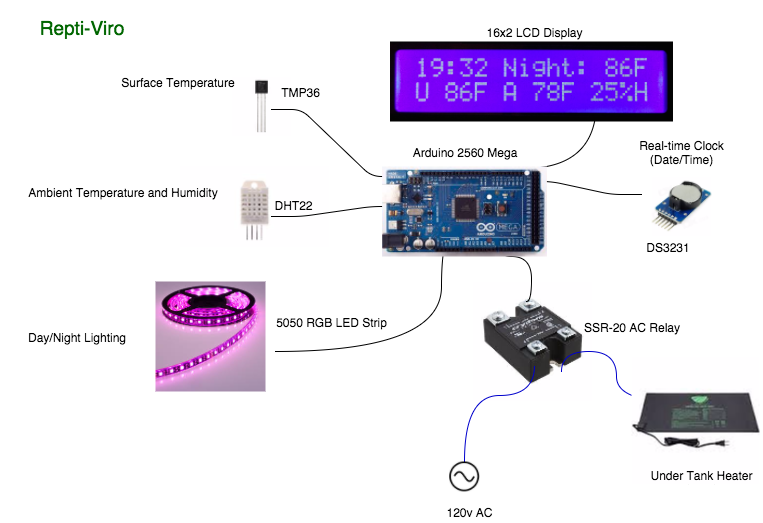 Repti-Viro
16x2 LCD Display
19:32 Night: 86F
U 86F A 78F 25%H
Surface Temperature
TMP36
Arduino 2560 Mega
Real-time Clock
(Date/Time)
Ambient Temperature and Humidity
DHT22
MEGA
DS3231
5050 RGB LED Strip
Day/Night Lighting
SSR-20 AC Relay
Under Tank Heater
120v AC